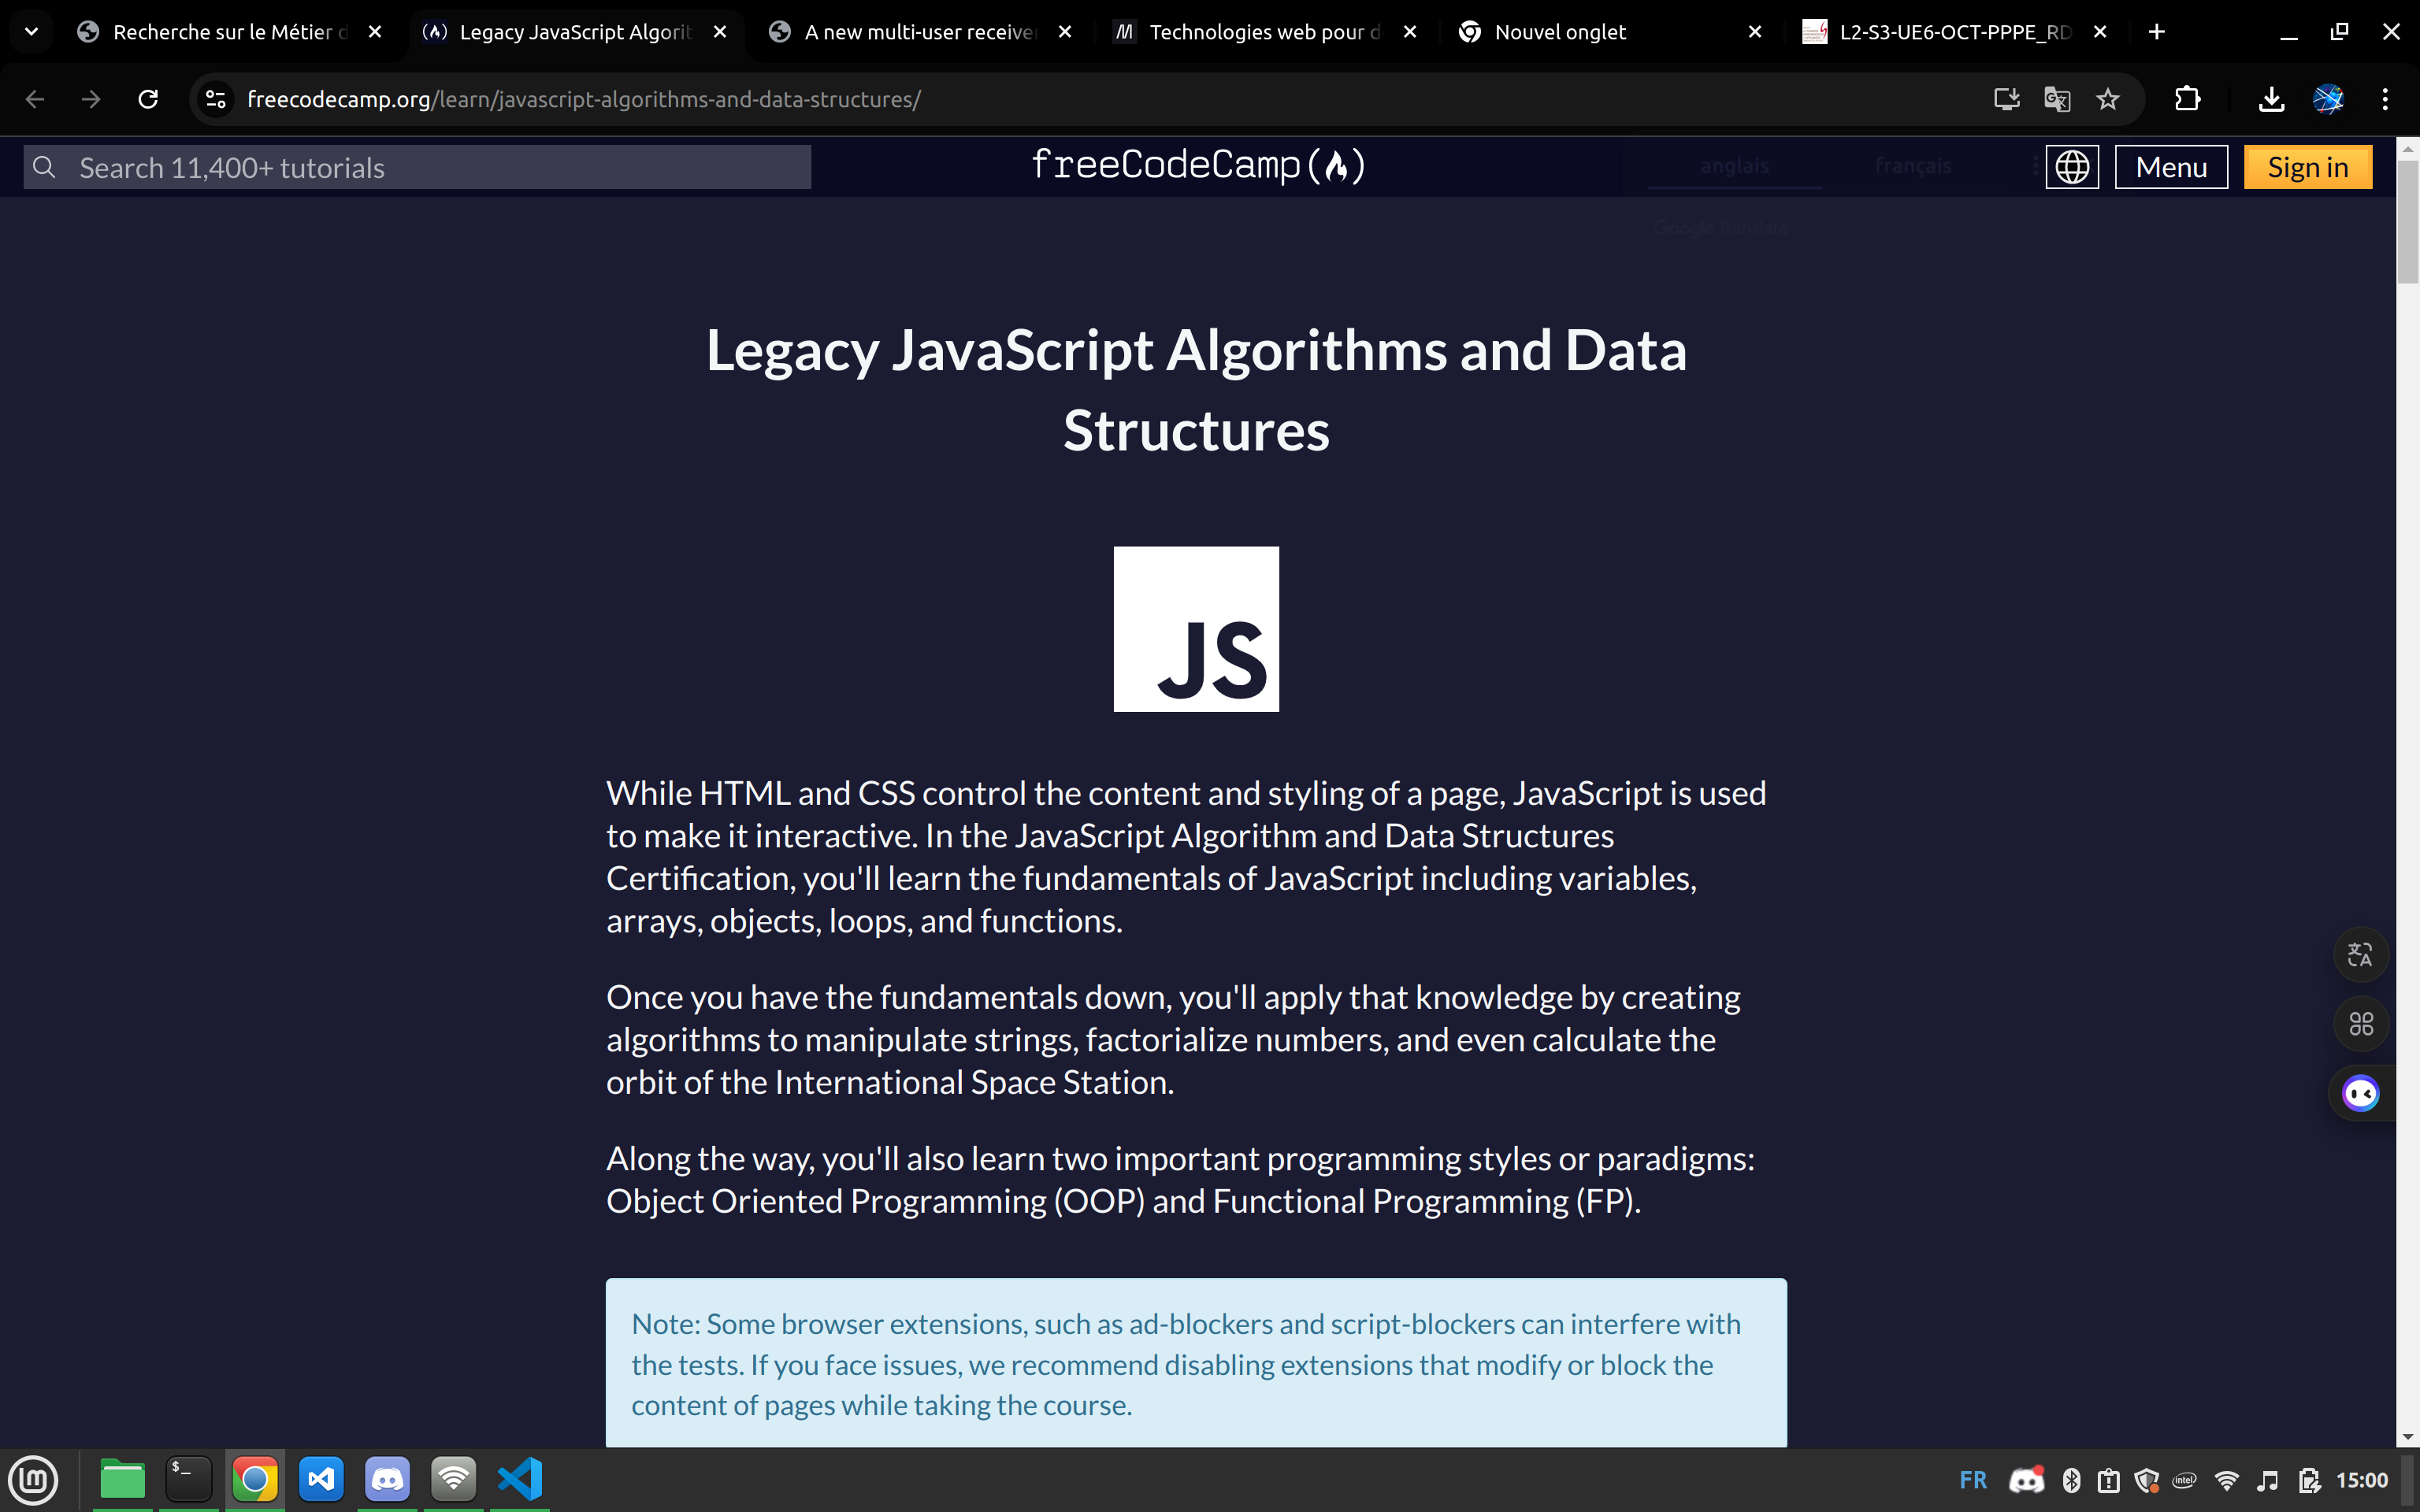 Recherche sur le Métier d
Legacy JavaScript Algorit
A new multi-user receiver
Technologies web pour d
Nouvel onglet
L2-S3-UE6-OCT-PPPE_RD
freecodecamp.org/learn/javascript-algorithms-and-data-structures/
Search 11,400+ tutorials
freeCodeCamp
anglais
français
Menu
Sign in
Google Translate
Legacy JavaScript Algorithms and Data
Structures
JS
While HTML and CSS control the content and styling of a page, JavaScript is used
to make it interactive. In the JavaScript Algorithm and Data Structures
Certification, you'll learn the fundamentals of JavaScript including variables,
arrays, objects, loops, and functions.
Once you have the fundamentals down, you'll apply that knowledge by creating
algorithms to manipulate strings, factorialize numbers, and even calculate the
orbit of the International Space Station.
Along the way, you'll also learn two important programming styles or paradigms:
Object Oriented Programming (OOP) and Functional Programming (FP).
Note: Some browser extensions, such as ad-blockers and script-blockers can interfere with
the tests. If you face issues, we recommend disabling extensions that modify or block the
content of pages while taking the course.
FR
intel
15:00